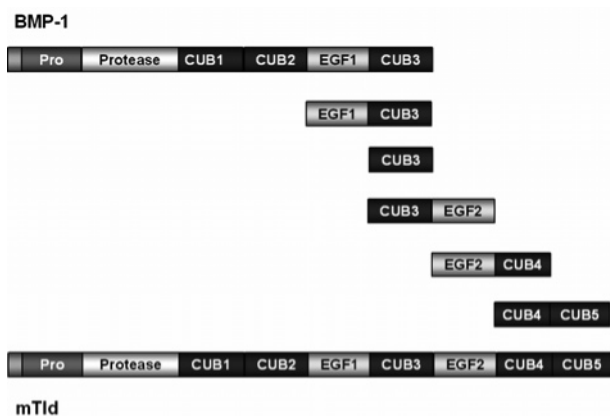 BMP-1
Pro Protease CUB1 CUB2 EGF1 CUB3
EGF1 CUB3
CUB3
CUB3 EGF2
EGF2 CUB4
CUB4 CUB5
Pro Protease CUB1 CUB2 EGF1 CUB3 EGF2 CUB4 CUB5
mTld